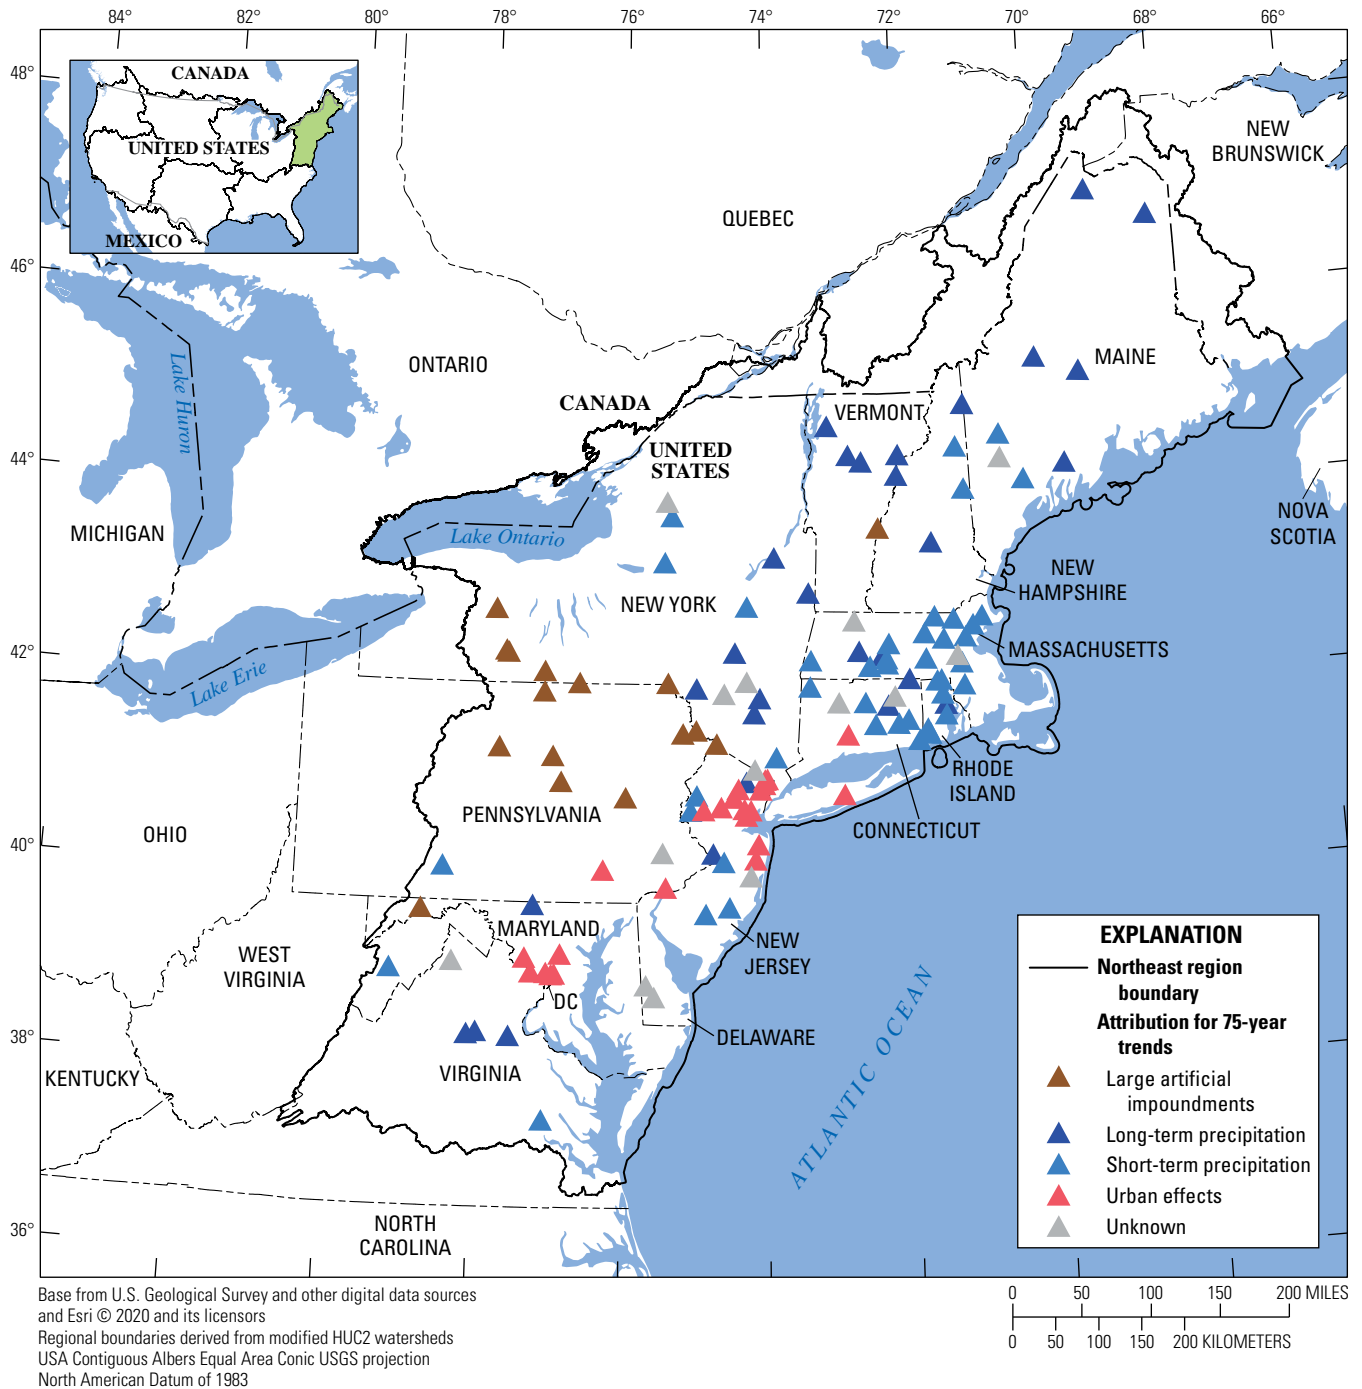 84°
82°
80°
78°
76°
74°
72°
70°
68°
66°
48°
46°
44°
42°
40°
38°
36°
CANADA
UNITED STATES
MEXICO
NEW
BRUNSWICK
QUEBEC
ONTARIO
MAINE
Lake Huron
CANADA
VERMONT
UNITED
STATES
MICHIGAN
Lake Ontario
NOVA
SCOTIA
NEW YORK
NEW
HAMPSHIRE
MASSACHUSETTS
Lake Erie
RHODE
ISLAND
CONNECTICUT
PENNSYLVANIA
OHIO
MARYLAND
NEW
JERSEY
WEST
VIRGINIA
DC
DELAWARE
VIRGINIA
KENTUCKY
ATLANTIC OCEAN
NORTH
CAROLINA
EXPLANATION
Northeast region
boundary
Attribution for 75-year
trends
Large artificial
impoundments
Long-term precipitation
Short-term precipitation
Urban effects
Unknown
Base from U.S. Geological Survey and other digital data sources
and Esri © 2020 and its licensors
Regional boundaries derived from modified HUC2 watersheds
USA Contiguous Albers Equal Area Conic USGS projection
North American Datum of 1983
0 50 100 150 200 MILES
0 50 100 150 200 KILOMETERS